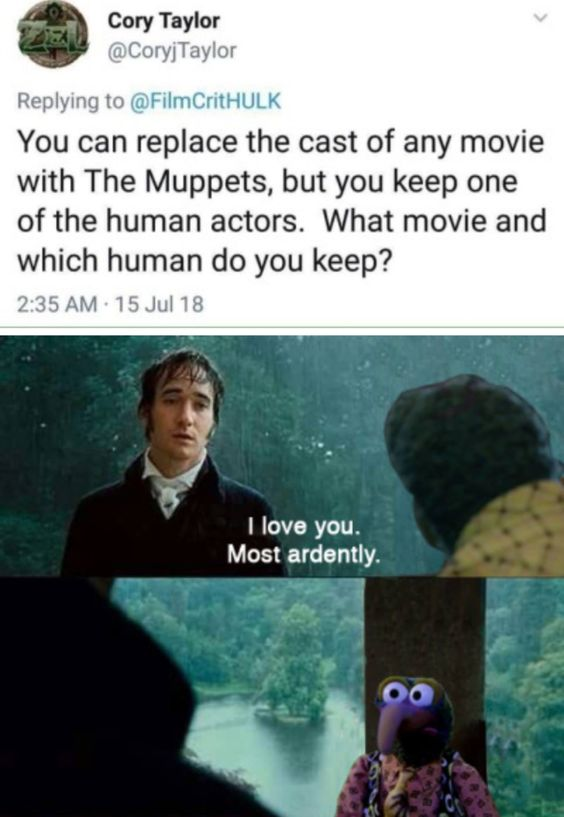 ZEL
Cory Taylor
@CoryjTaylor
Replying to @FilmCritHULK
You can replace the cast of any movie
with The Muppets, but you keep one
of the human actors. What movie and
which human do you keep?
2:35 AM · 15 Jul 18
I love you.
Most ardently.